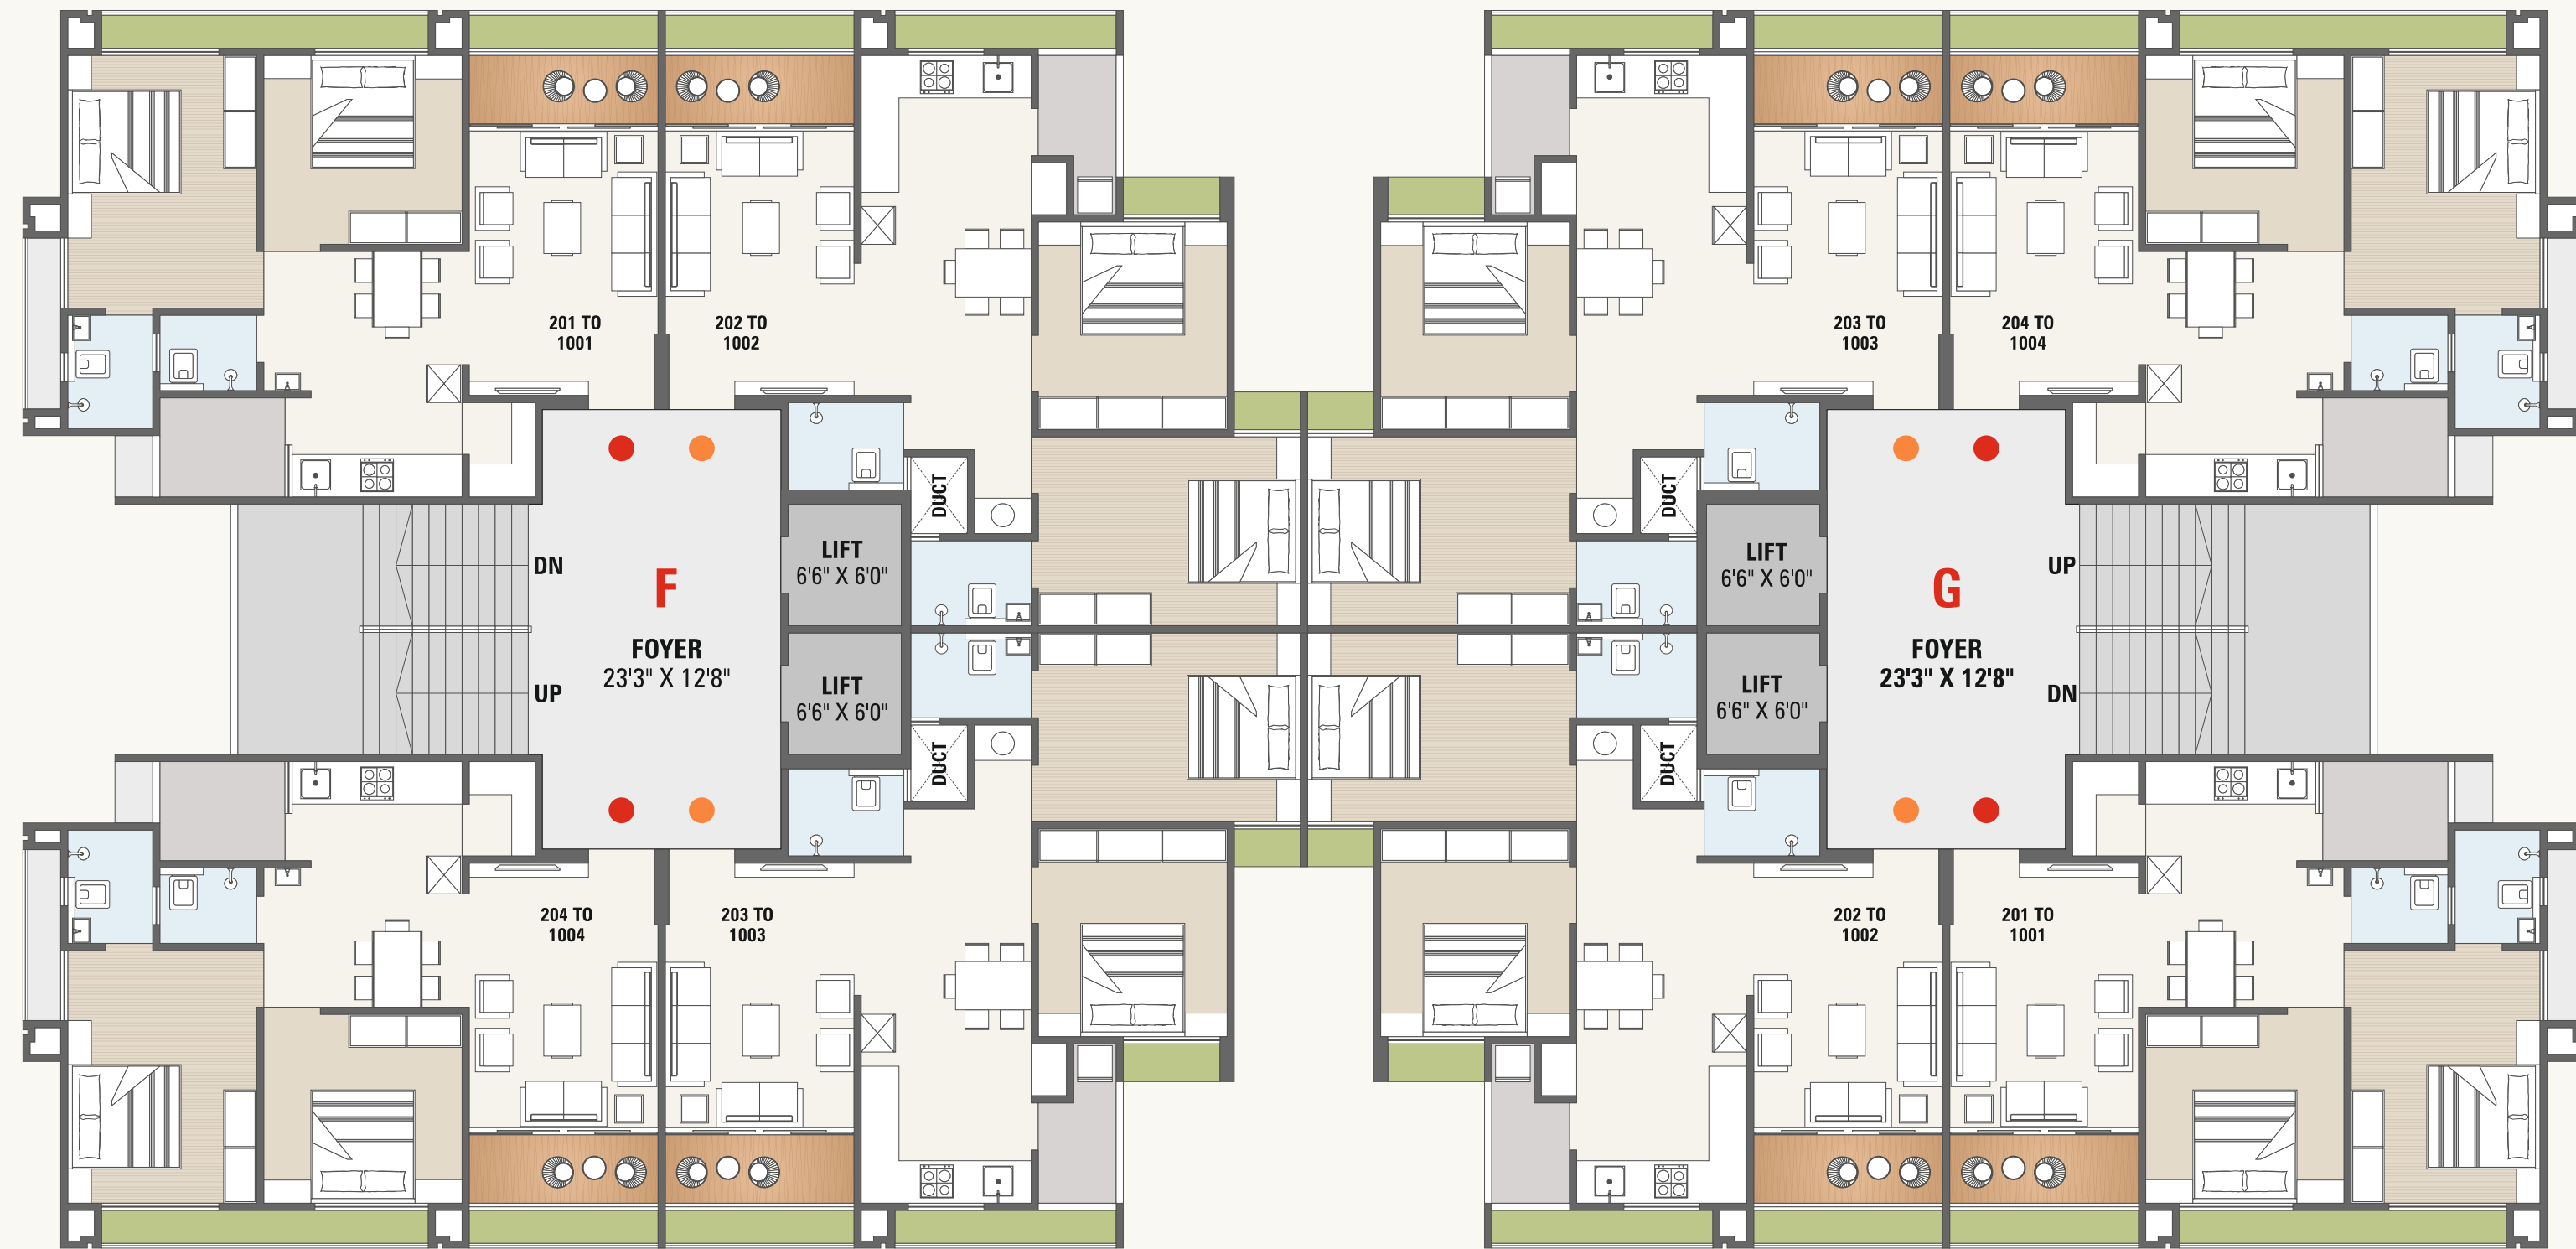 201 TO
1001
202 TO
1002
203 TO
1003
204 TO
1004
DUCT
DUCT
DN
LIFT
6'6" X 6'0"
F
FOYER
23'3" X 12'8"
UP
LIFT
6'6" X 6'0"
LIFT
6'6" X 6'0"
UP
G
FOYER
23'3" X 12'8"
LIFT
6'6" X 6'0"
DN
DUCT
DUCT
204 TO
1004
203 TO
1003
202 TO
1002
201 TO
1001